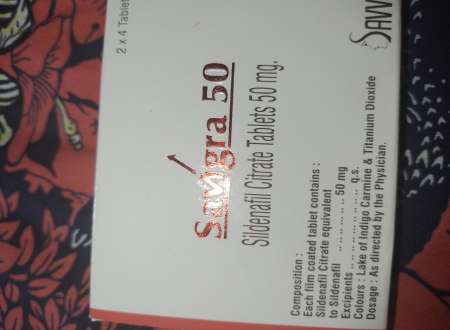 2 x 4 Tablet
SAW
Sawigra 50
Sildenafil Citrate Tablets 50 mg.
Composition :
Each film coated tablet contains :
Sildenafil Citrate equivalent
to Sildenafil .. .. .. .. .. .. 50 mg
Excipients .. .. .. .. .. .. .. .. q.s.
Colours : Lake of Indigo Carmine & Titanium Dioxide
Dosage : As directed by the Physician.